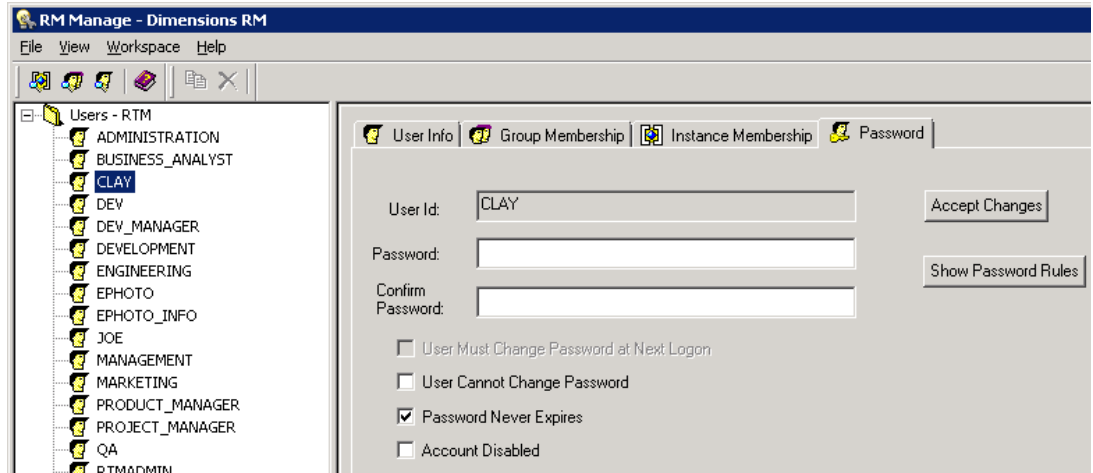 RM Manage - Dimensions RM
File View Workspace Help
Users - RTM
ADMINISTRATION
BUSINESS_ANALYST
CLAY
DEV
DEV_MANAGER
DEVELOPMENT
ENGINEERING
EPHOTO
EPHOTO_INFO
JOE
MANAGEMENT
MARKETING
PRODUCT_MANAGER
PROJECT_MANAGER
QA
RTMADMIN
User Info Group Membership Instance Membership Password
User Id: CLAY Accept Changes
Password:
Show Password Rules
Confirm
Password:
User Must Change Password at Next Logon
User Cannot Change Password
Password Never Expires
Account Disabled